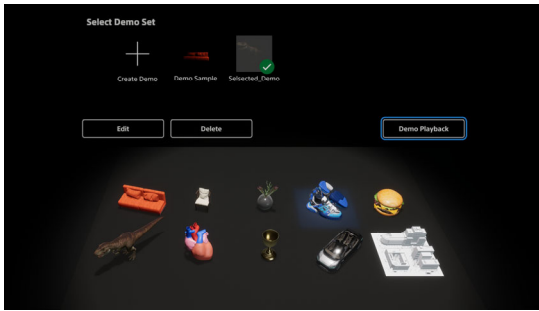 Select Demo Set
Create Demo
Demo Sample
Selsected_Demo
Edit
Delete
Demo Playback